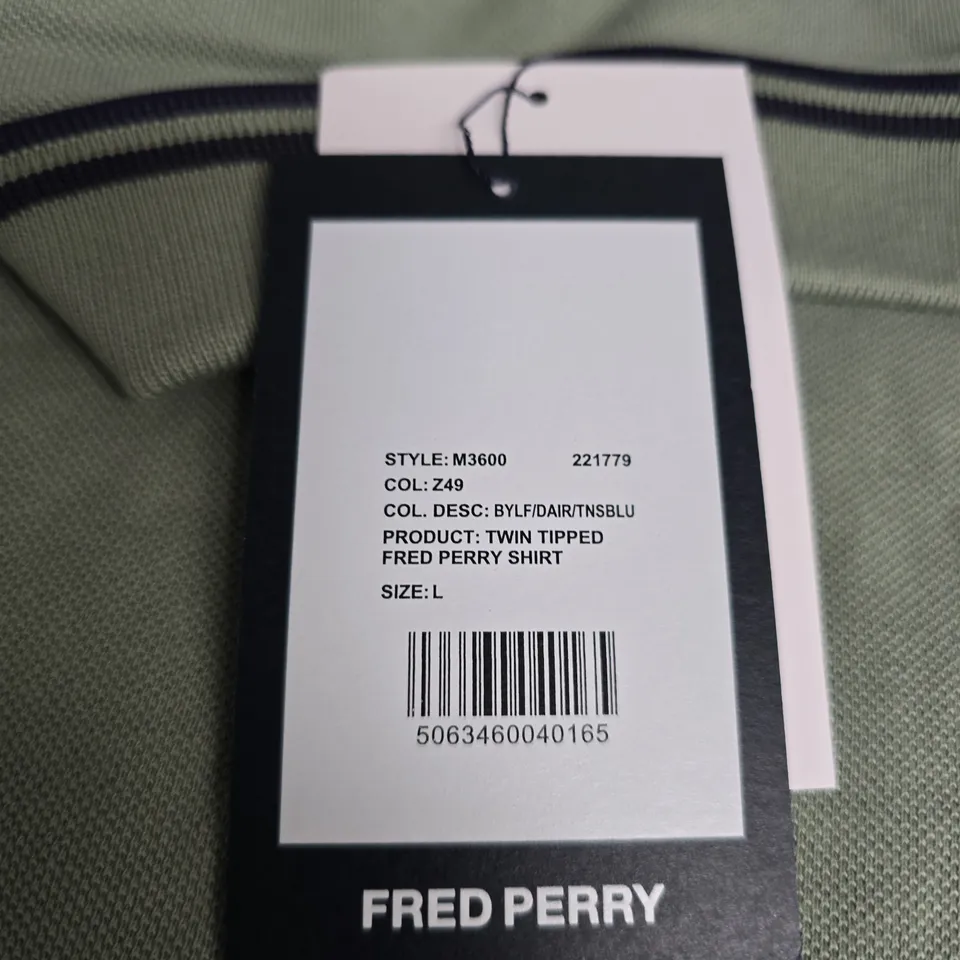 STYLE: M3600 221779
COL: Z49
COL. DESC: BYLF/DAIR/TNSBLU
PRODUCT: TWIN TIPPED
FRED PERRY SHIRT
SIZE: L
5063460040165
FRED PERRY